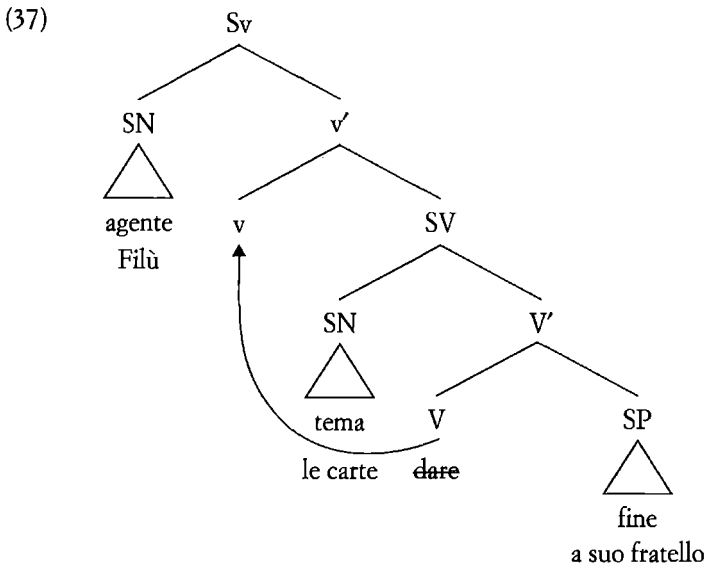 (37)
Sv
SN v′
agente v SV
Filù
SN V′
tema V SP
le carte dare
fine
a suo fratello